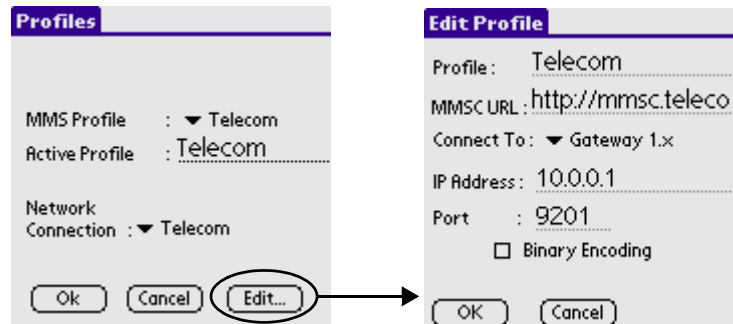 Profiles
MMS Profile : Telecom
Active Profile : Telecom
Network
Connection : Telecom
Ok Cancel Edit...
Edit Profile
Profile : Telecom
MMSC URL : http://mmsc.teleco
Connect To : Gateway 1.x
IP Address : 10.0.0.1
Port : 9201
Binary Encoding
OK Cancel